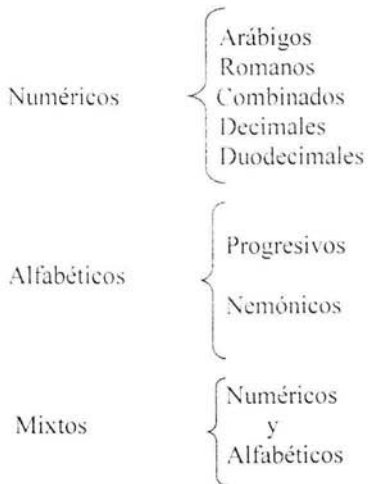 Numéricos
Arábigos
Romanos
Combinados
Decimales
Duodecimales
Alfabéticos
Progresivos
Nemónicos
Mixtos
Numéricos
y
Alfabéticos